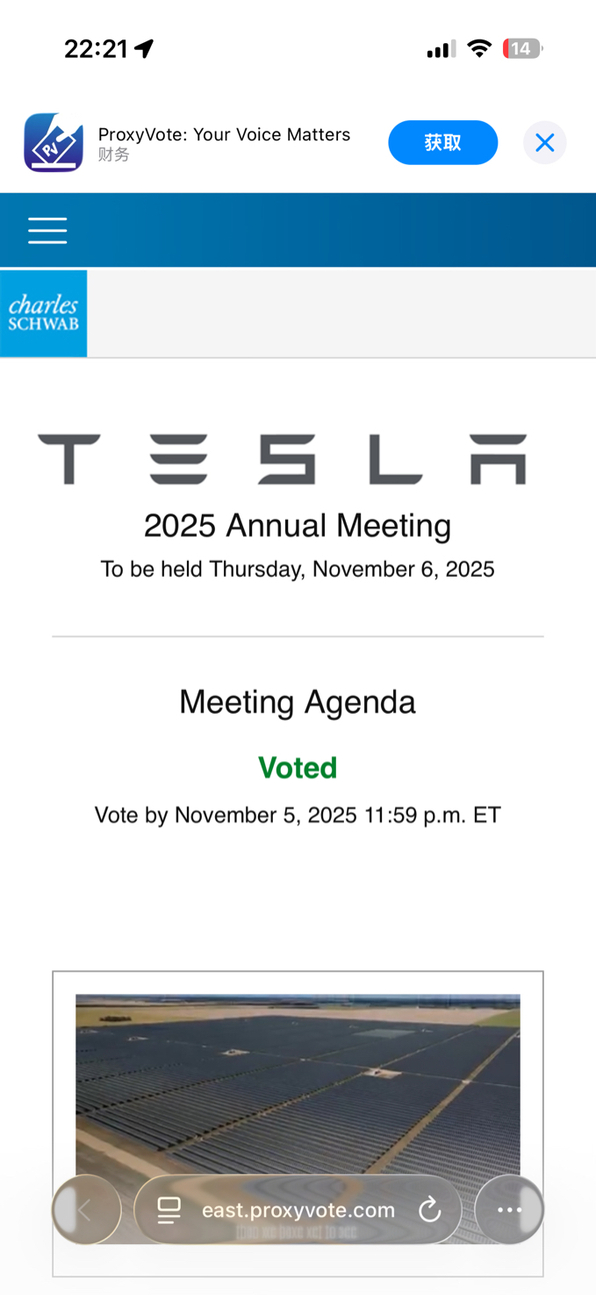 22:21
14
ProxyVote: Your Voice Matters
财务
获取
PV
charles
SCHWAB
TESLA
2025 Annual Meeting
To be held Thursday, November 6, 2025
Meeting Agenda
Voted
Vote by November 5, 2025 11:59 p.m. ET
east.proxyvote.com